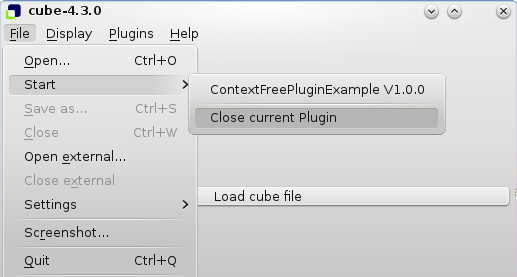 cube-4.3.0
File Display Plugins Help
Open... Ctrl+O
Start
ContextFreePluginExample V1.0.0
Save as... Ctrl+S
Close current Plugin
Close Ctrl+W
Open external...
Close external
Load cube file
Settings
Screenshot...
Quit Ctrl+Q